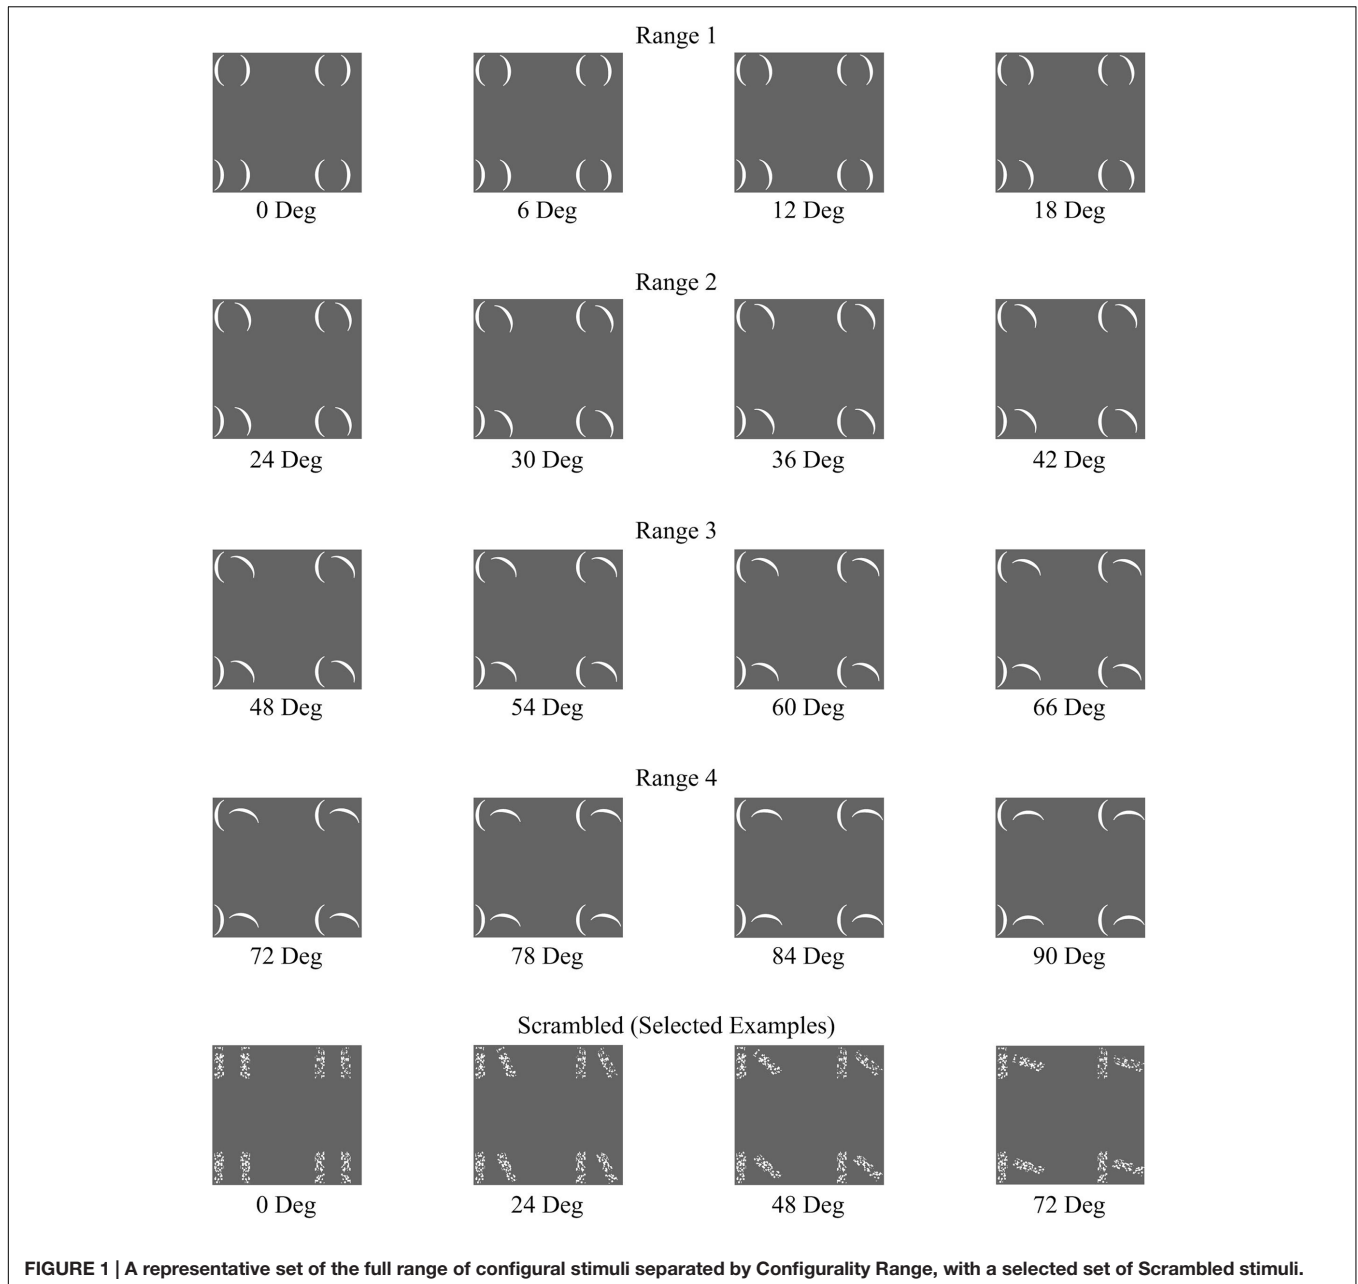 Range 1
0 Deg 6 Deg 12 Deg 18 Deg
Range 2
24 Deg 30 Deg 36 Deg 42 Deg
Range 3
48 Deg 54 Deg 60 Deg 66 Deg
Range 4
72 Deg 78 Deg 84 Deg 90 Deg
Scrambled (Selected Examples)
0 Deg 24 Deg 48 Deg 72 Deg
FIGURE 1 | A representative set of the full range of configural stimuli separated by Configurality Range, with a selected set of Scrambled stimuli.